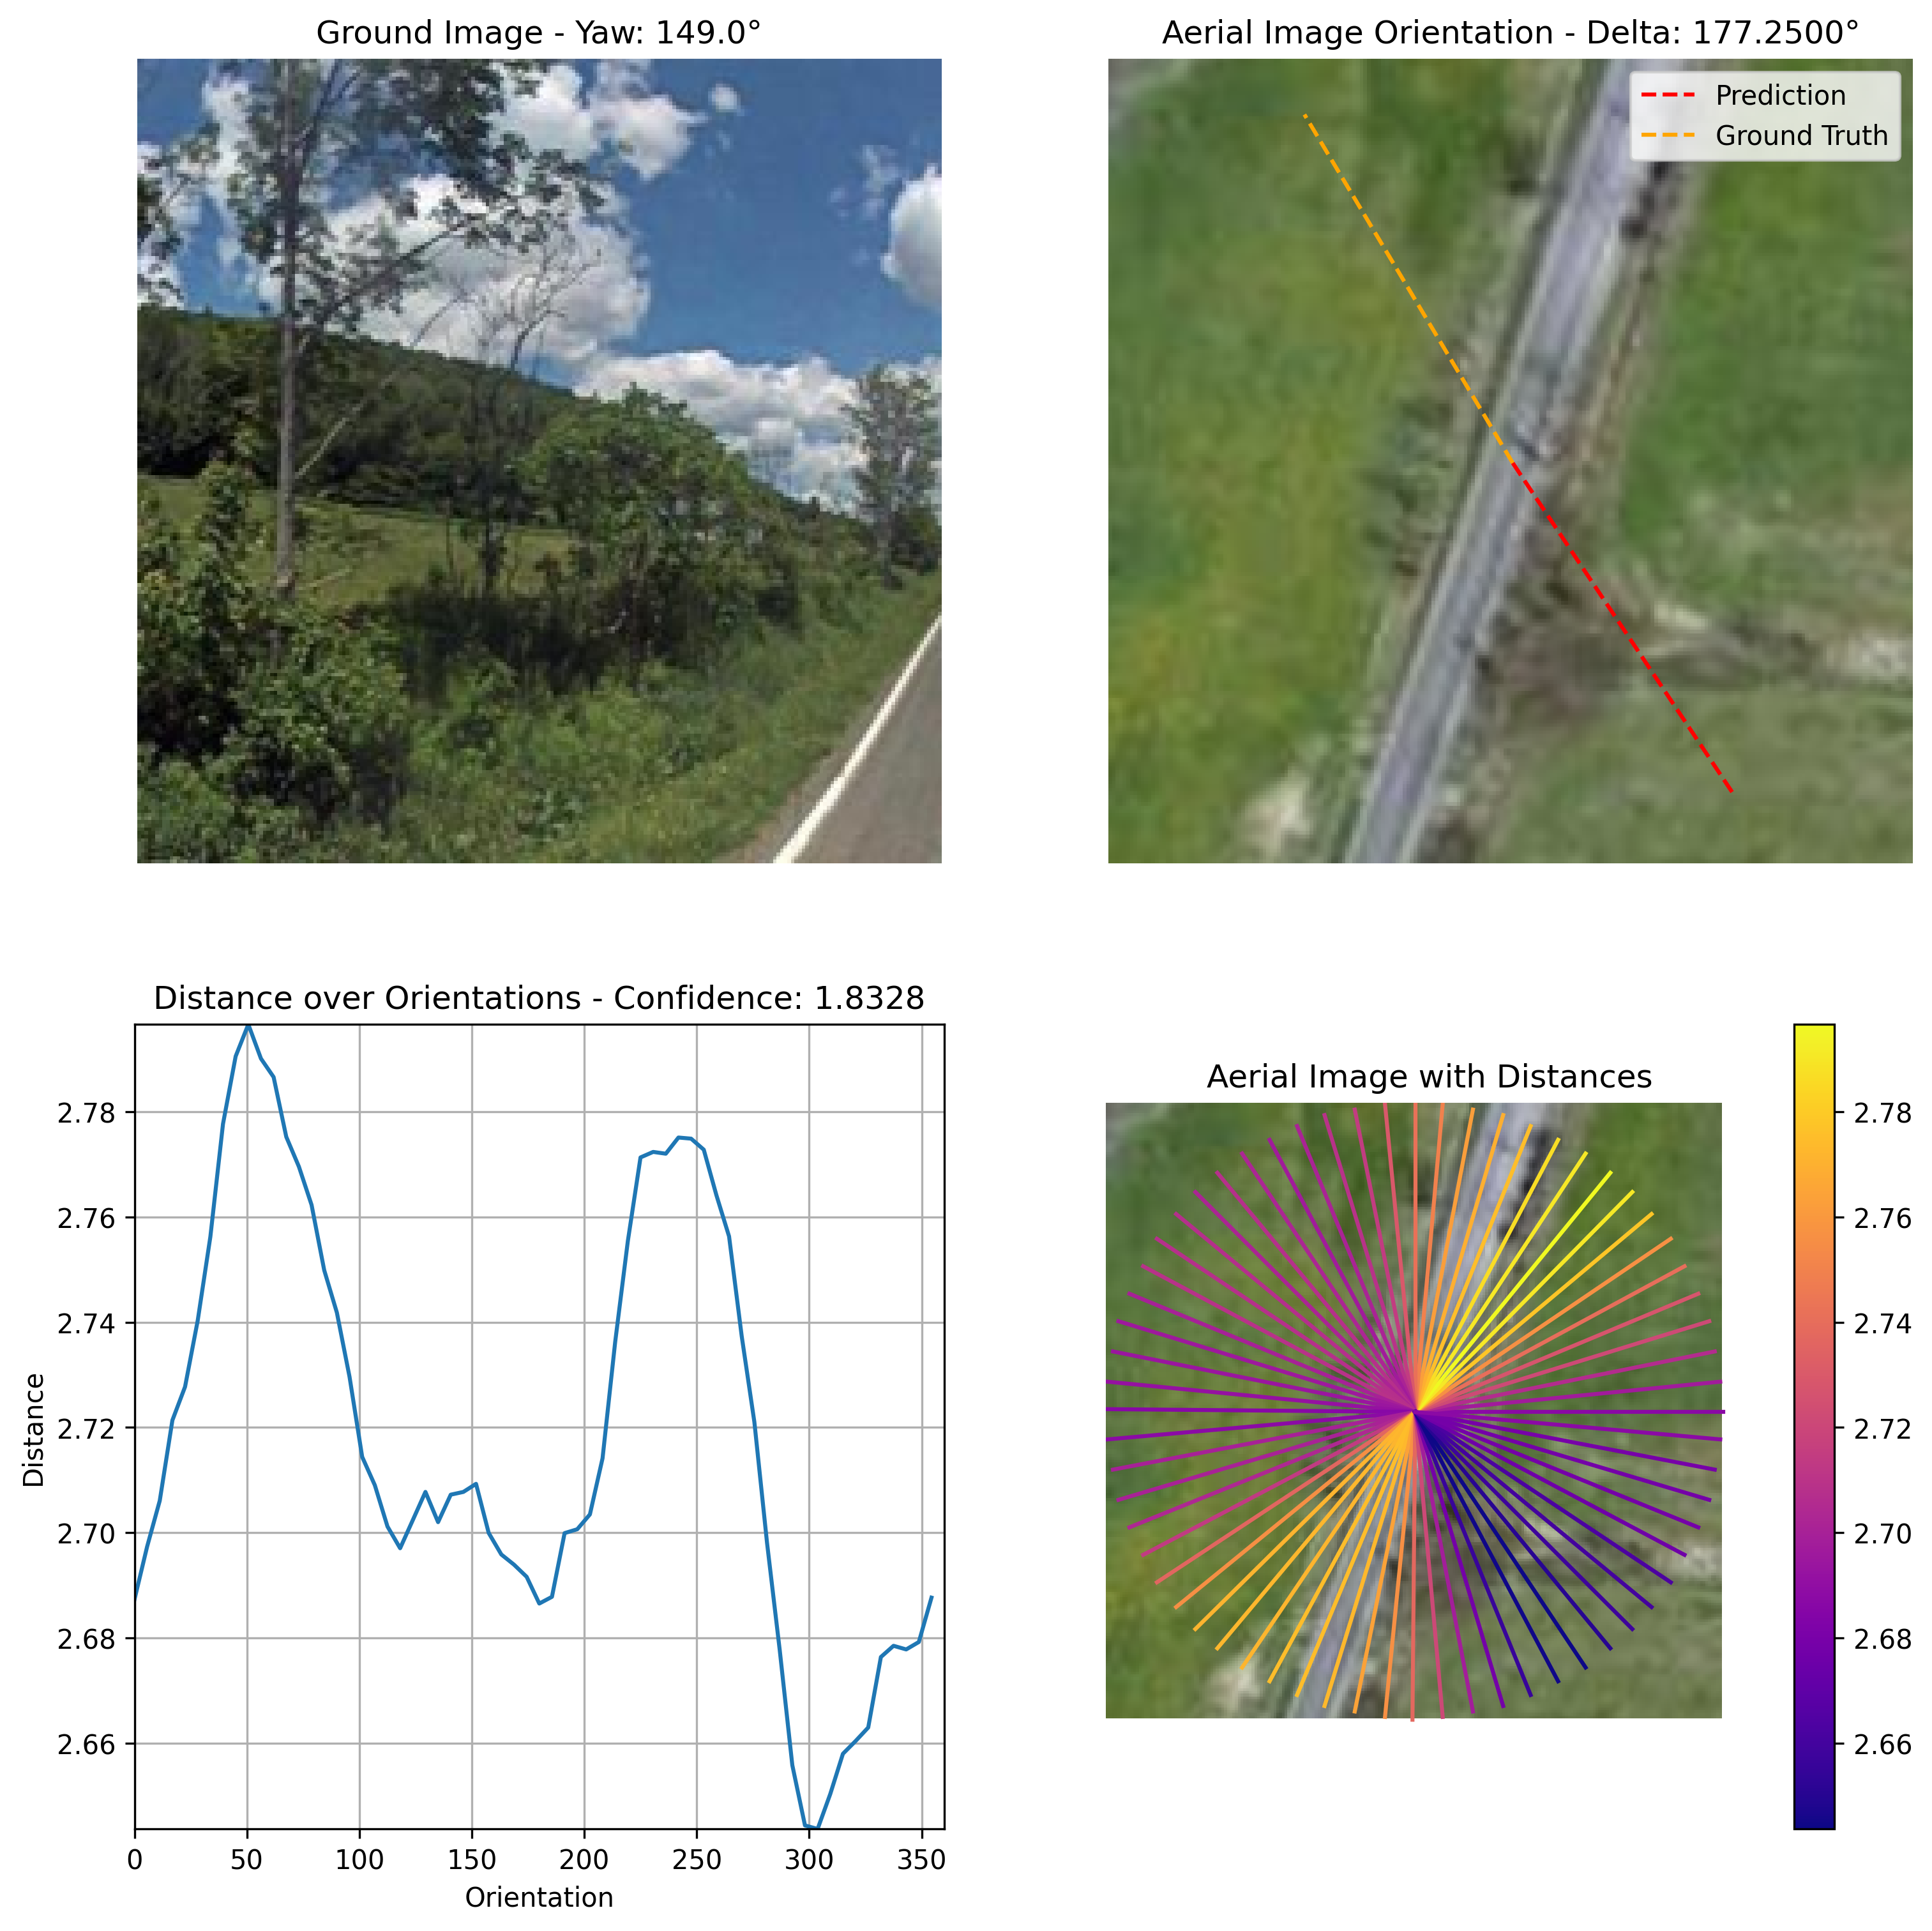 Ground Image - Yaw: 149.0°
Aerial Image Orientation - Delta: 177.2500°
Prediction
Ground Truth
Distance over Orientations - Confidence: 1.8328
Distance
2.78
2.76
2.74
2.72
2.70
2.68
2.66
0
50
100
150
200
250
300
350
Orientation
Aerial Image with Distances
2.78
2.76
2.74
2.72
2.70
2.68
2.66